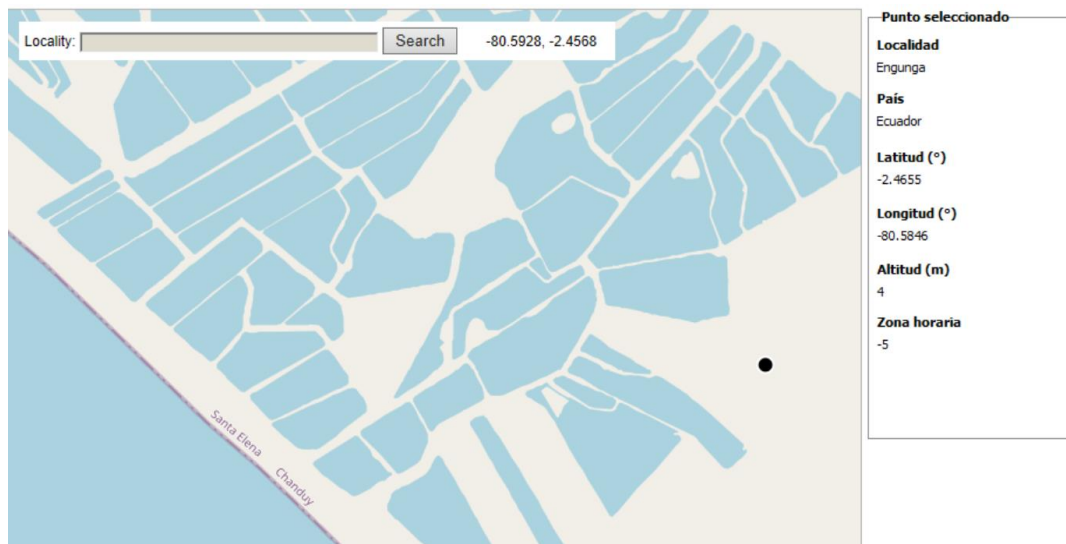 Locality: Search -80.5928, -2.4568
Santa Elena
Chanduy
Punto seleccionado
Localidad
Engunga
País
Ecuador
Latitud (°)
-2.4655
Longitud (°)
-80.5846
Altitud (m)
4
Zona horaria
-5